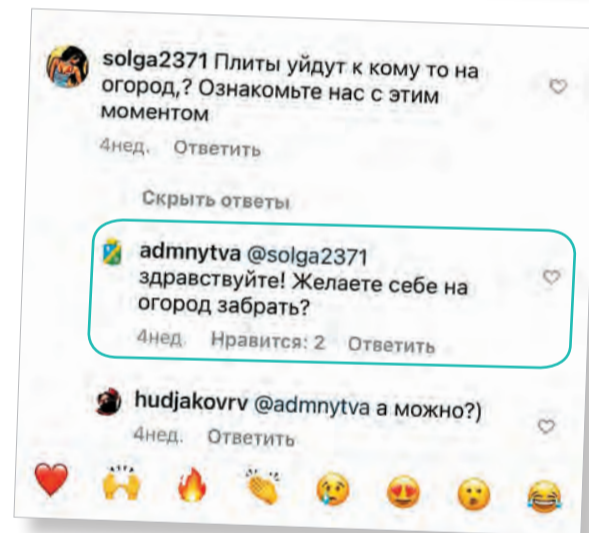 solga2371 Плиты уйдут к кому то на
огород,? Ознакомьте нас с этим
моментом
4нед. Ответить
Скрыть ответы
admnytva @solga2371
здравствуйте! Желаете себе на
огород забрать?
4нед. Нравится: 2 Ответить
hudjakovrv @admnytva а можно?)
4нед. Ответить